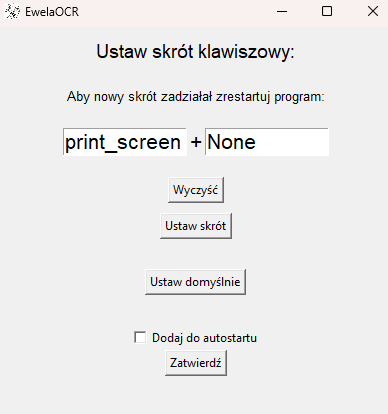 EwelaOCR
Ustaw skrót klawiszowy:
Aby nowy skrót zadziałał zrestartuj program:
print_screen + None
Wyczyść
Ustaw skrót
Ustaw domyślnie
Dodaj do autostartu
Zatwierdź